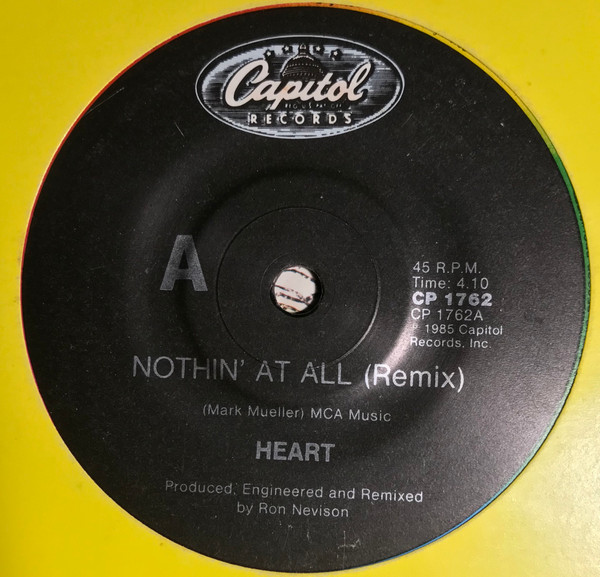 Capitol
RECORDS
A
45 R.P.M.
Time: 4.10
CP 1762
CP 1762A
℗ 1985 Capitol
Records, Inc.
NOTHIN' AT ALL (Remix)
(Mark Mueller) MCA Music
HEART
Produced, Engineered and Remixed
by Ron Nevison